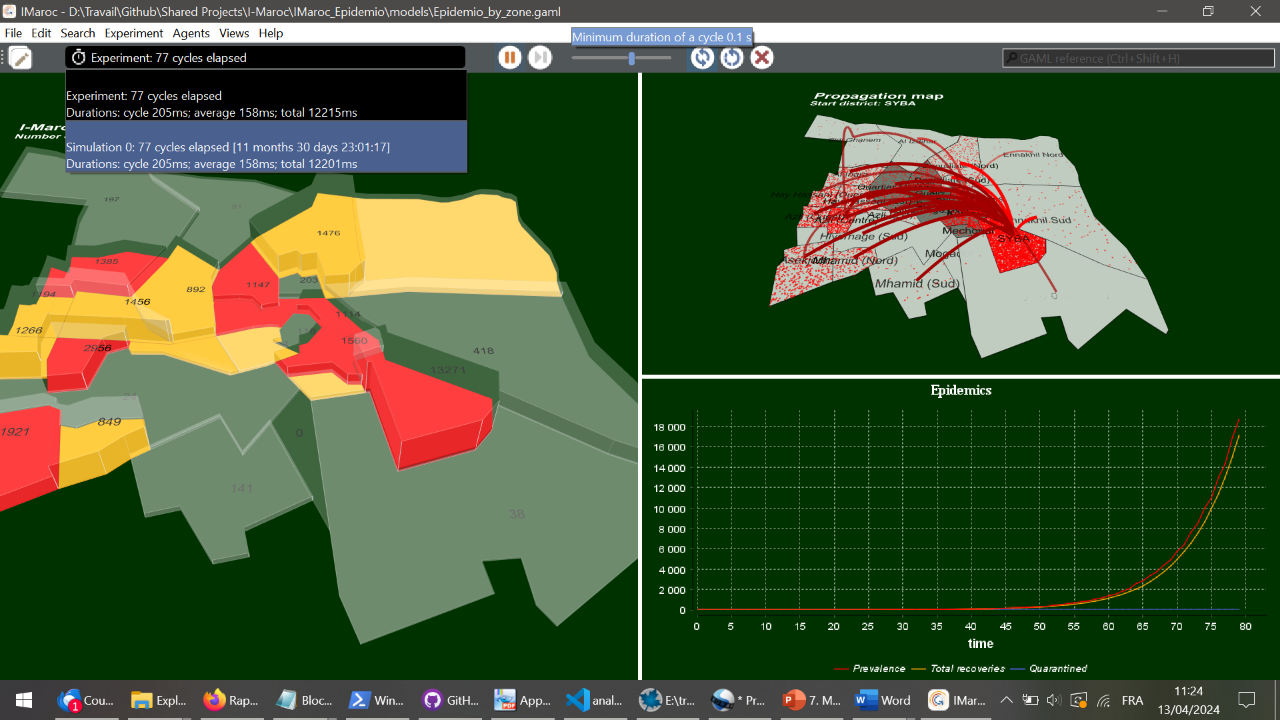 IMaroc - D:\Travail\Github\Shared Projects\I-Maroc\IMaroc_Epidemio\models\Epidemio_by_zone.gaml
File Edit Search Experiment Agents Views Help
Minimum duration of a cycle 0.1 s
Experiment: 77 cycles elapsed
GAML reference (Ctrl+Shift+H)
Experiment: 77 cycles elapsed
Durations: cycle 205ms; average 158ms; total 12215ms
Simulation 0: 77 cycles elapsed [11 months 30 days 23:01:17]
Durations: cycle 205ms; average 158ms; total 12201ms
I-Maroc
Number
197
1476
1385
1194
1456
892
1147
203
1266
1560
2956
418
13271
849
1921
0
141
38
Propagation map
Start district: SYBA
Ennakhil Nord
Ennakhil Sud
Mechouar
SYBA
Hivernage (Sud)
Mhamid (Nord)
Mhamid (Sud)
Epidemics
18 000
16 000
14 000
12 000
10 000
8 000
6 000
4 000
2 000
0
0 5 10 15 20 25 30 35 40 45 50 55 60 65 70 75 80
time
Prevalence Total recoveries Quarantined
1 Cou... Expl... Rap... Bloc... Win... GitH... App... anal... E:\tr... * Pr... 7. M... Word IMar... FRA
11:24
13/04/2024